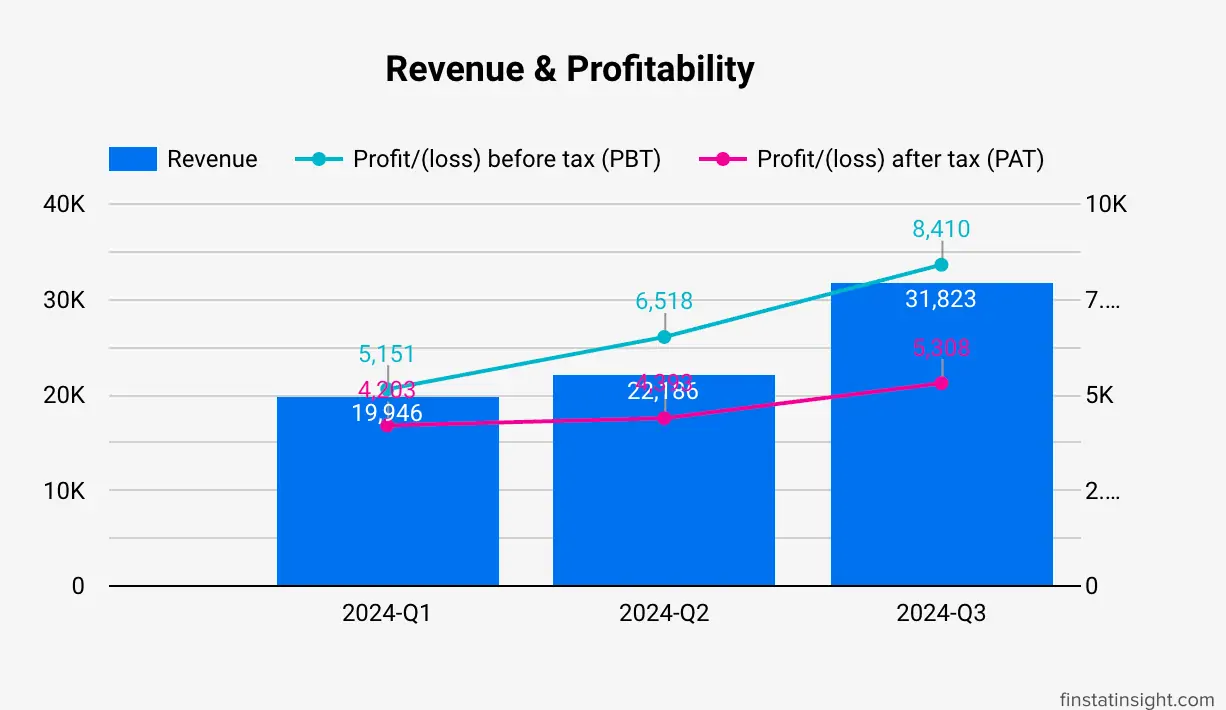 Revenue & Profitability
Revenue Profit/(loss) before tax (PBT) Profit/(loss) after tax (PAT)
40K 10K
8,410
30K 6,518 31,823 7....
5,151 5,308
4,203 4,393
20K 19,946 22,186 5K
10K 2....
0 0
2024-Q1 2024-Q2 2024-Q3
finstatinsight.com